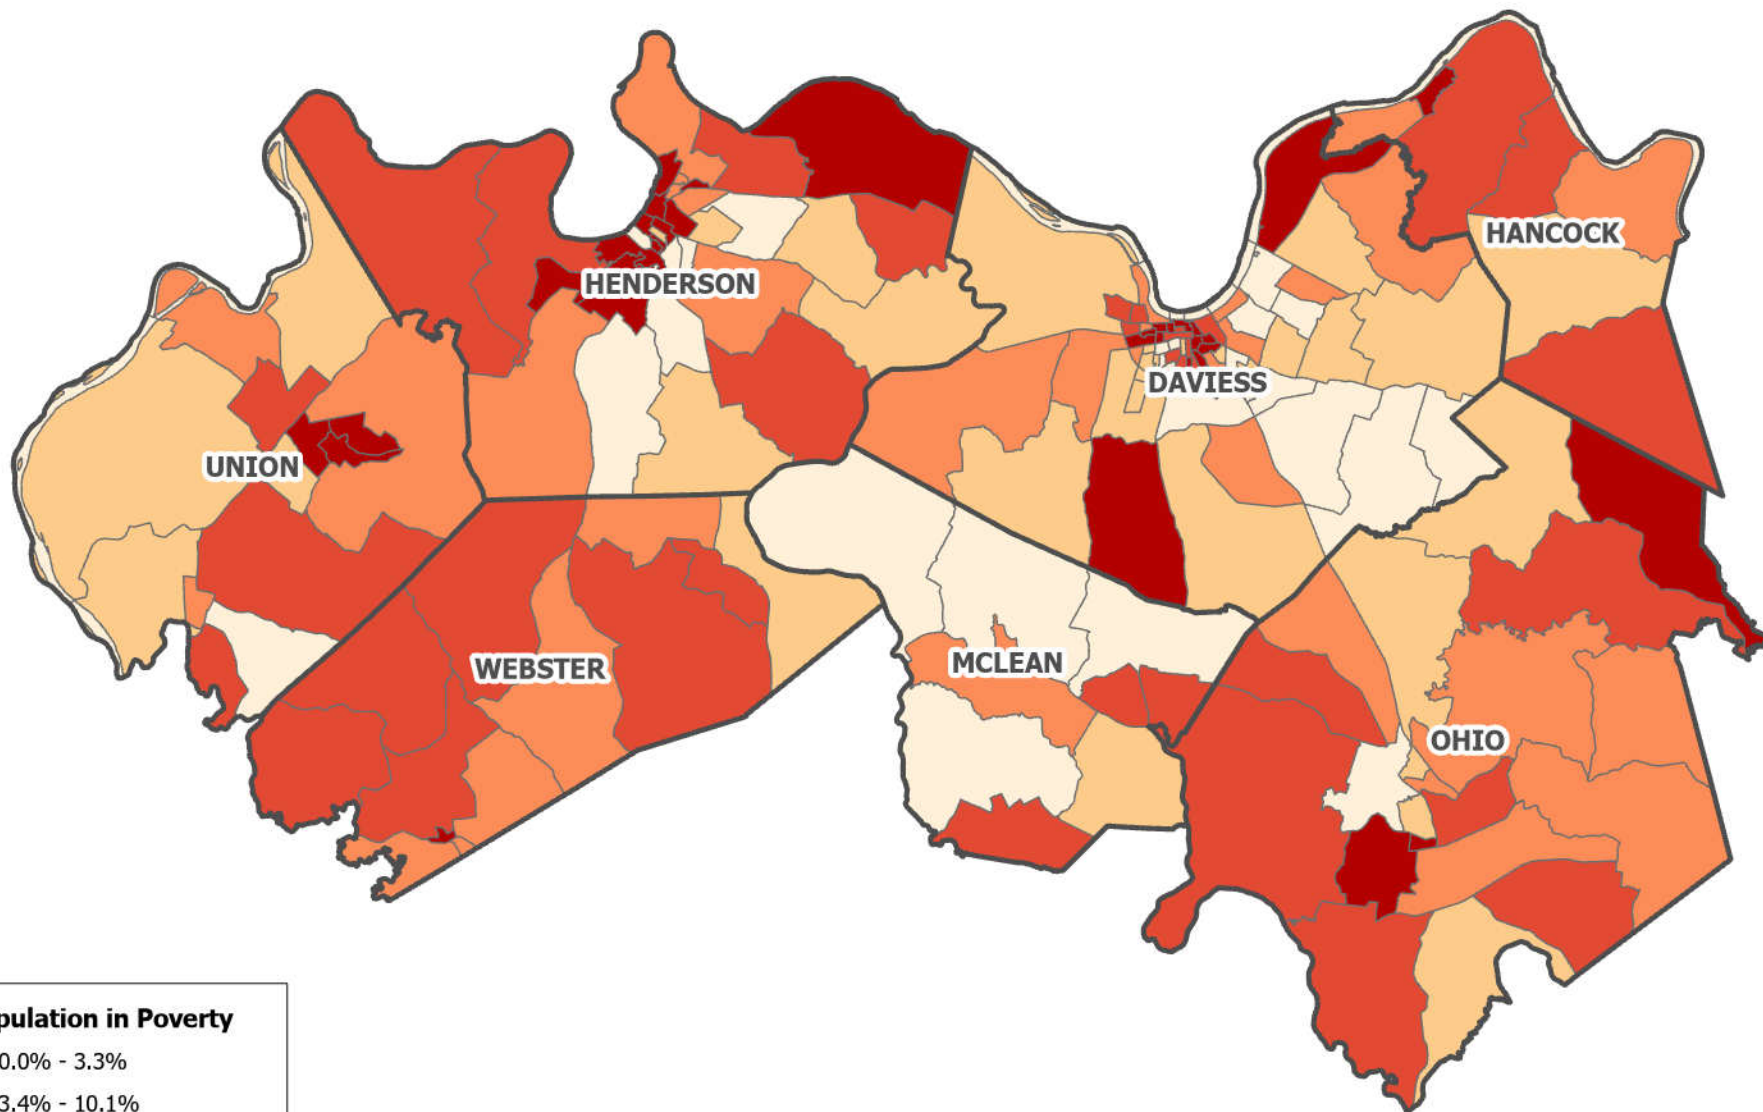 HANCOCK
HENDERSON
DAVIESS
UNION
WEBSTER
MCLEAN
OHIO
pulation in Poverty
0.0% - 3.3%
3.4% - 10.1%